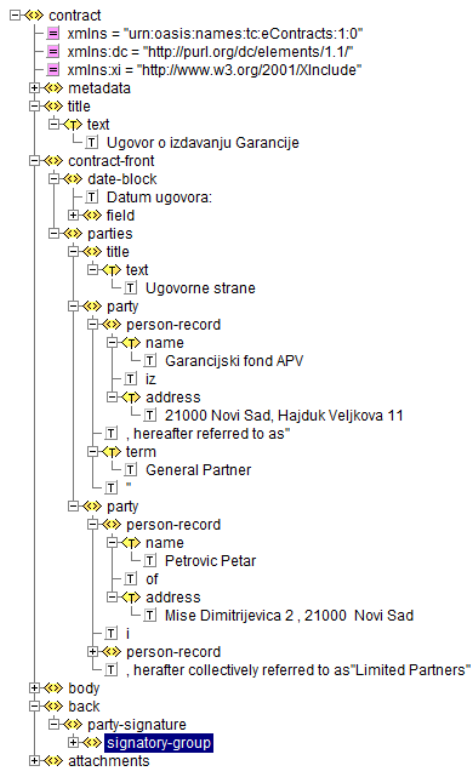 contract
xmlns = "urn:oasis:names:tc:eContracts:1:0"
xmlns:dc = "http://purl.org/dc/elements/1.1/"
xmlns:xi = "http://www.w3.org/2001/XInclude"
metadata
title
text
Ugovor o izdavanju Garancije
contract-front
date-block
Datum ugovora:
field
parties
title
text
Ugovorne strane
party
person-record
name
Garancijski fond APV
iz
address
21000 Novi Sad, Hajduk Veljkova 11
, hereafter referred to as"
term
General Partner
"
party
person-record
name
Petrovic Petar
of
address
Mise Dimitrijevica 2 , 21000 Novi Sad
i
person-record
, herafter collectively referred to as"Limited Partners"
body
back
party-signature
signatory-group
attachments